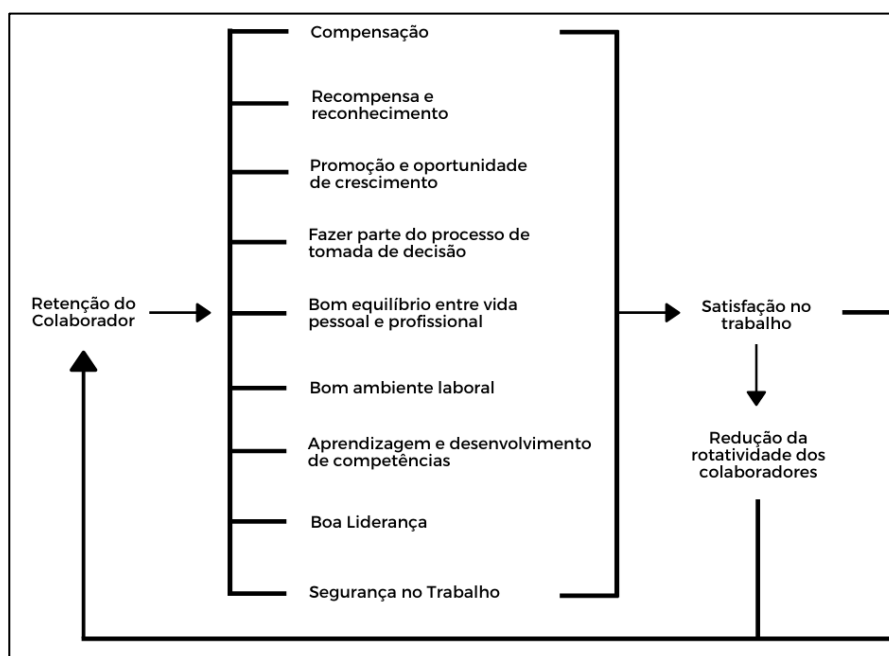 Compensação
Recompensa e
reconhecimento
Promoção e oportunidade
de crescimento
Fazer parte do processo de
tomada de decisão
Retenção do
Colaborador
Bom equilíbrio entre vida
pessoal e profissional
Satisfação no
trabalho
Bom ambiente laboral
Aprendizagem e desenvolvimento
de competências
Redução da
rotatividade dos
colaboradores
Boa Liderança
Segurança no Trabalho